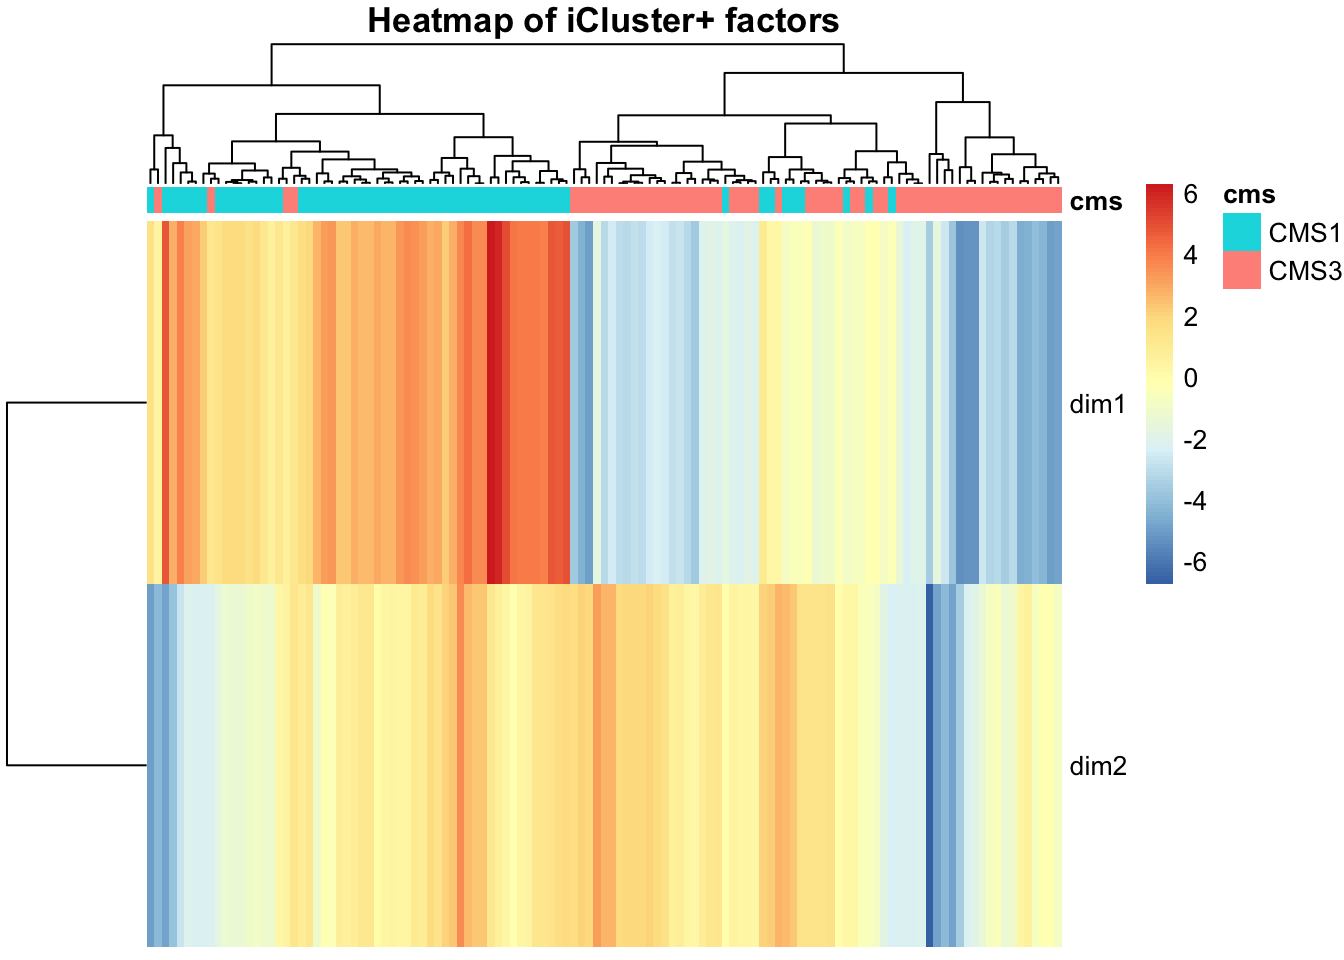 Heatmap of iCluster+ factors
cms
dim1
dim2
6
4
2
0
-2
-4
-6
cms
CMS1
CMS3